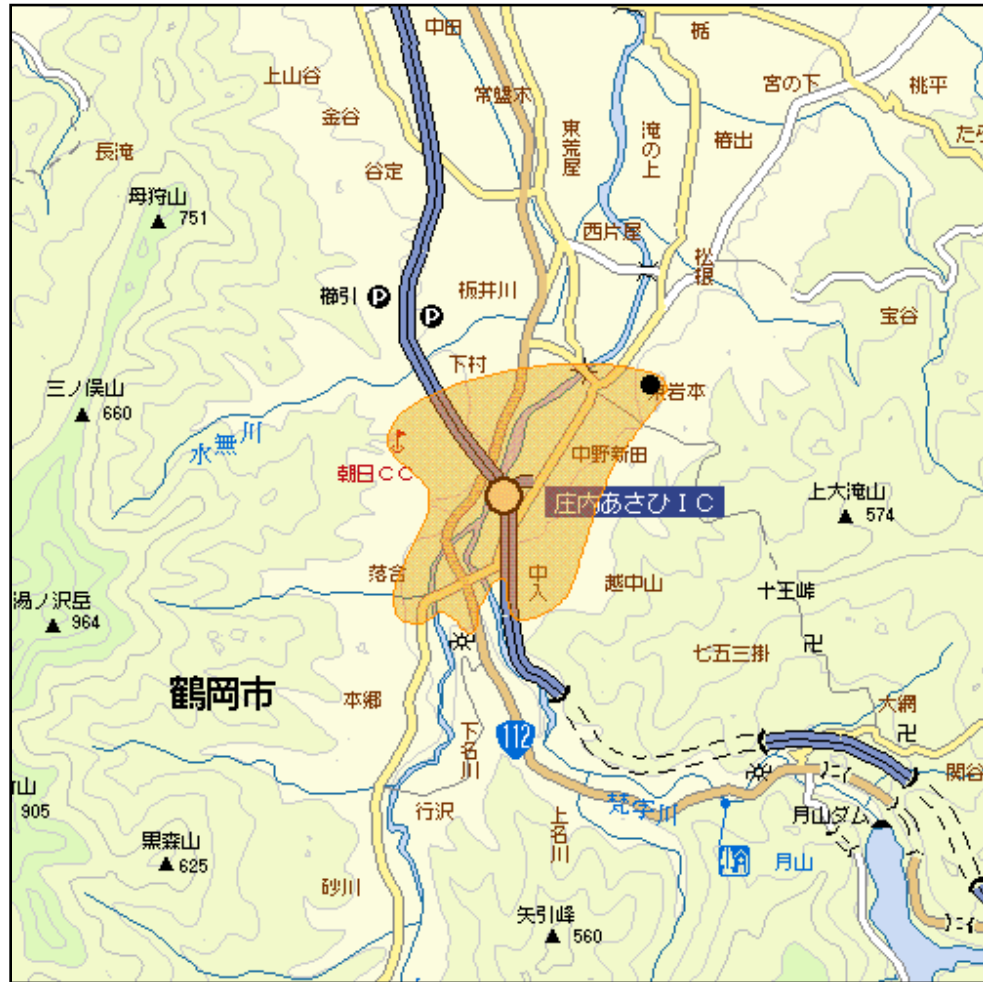 中田
楯
上山谷
常盤木
宮の下
桃平
金谷
東荒屋
滝の上
椿出
長滝
谷定
母狩山
751
西片屋
松根
櫛引
P
P
板井川
宝谷
下村
三ノ俣山
660
東岩本
水無川
中野新田
朝日CC
庄内あさひIC
上大滝山
574
落合
中入
越中山
十王峠
湯ノ沢岳
964
七五三掛
鶴岡市
本郷
大網
下名川
112
関谷
山
905
行沢
上名川
梵字川
月山ダム
黒森山
625
月山
砂川
矢引峰
560